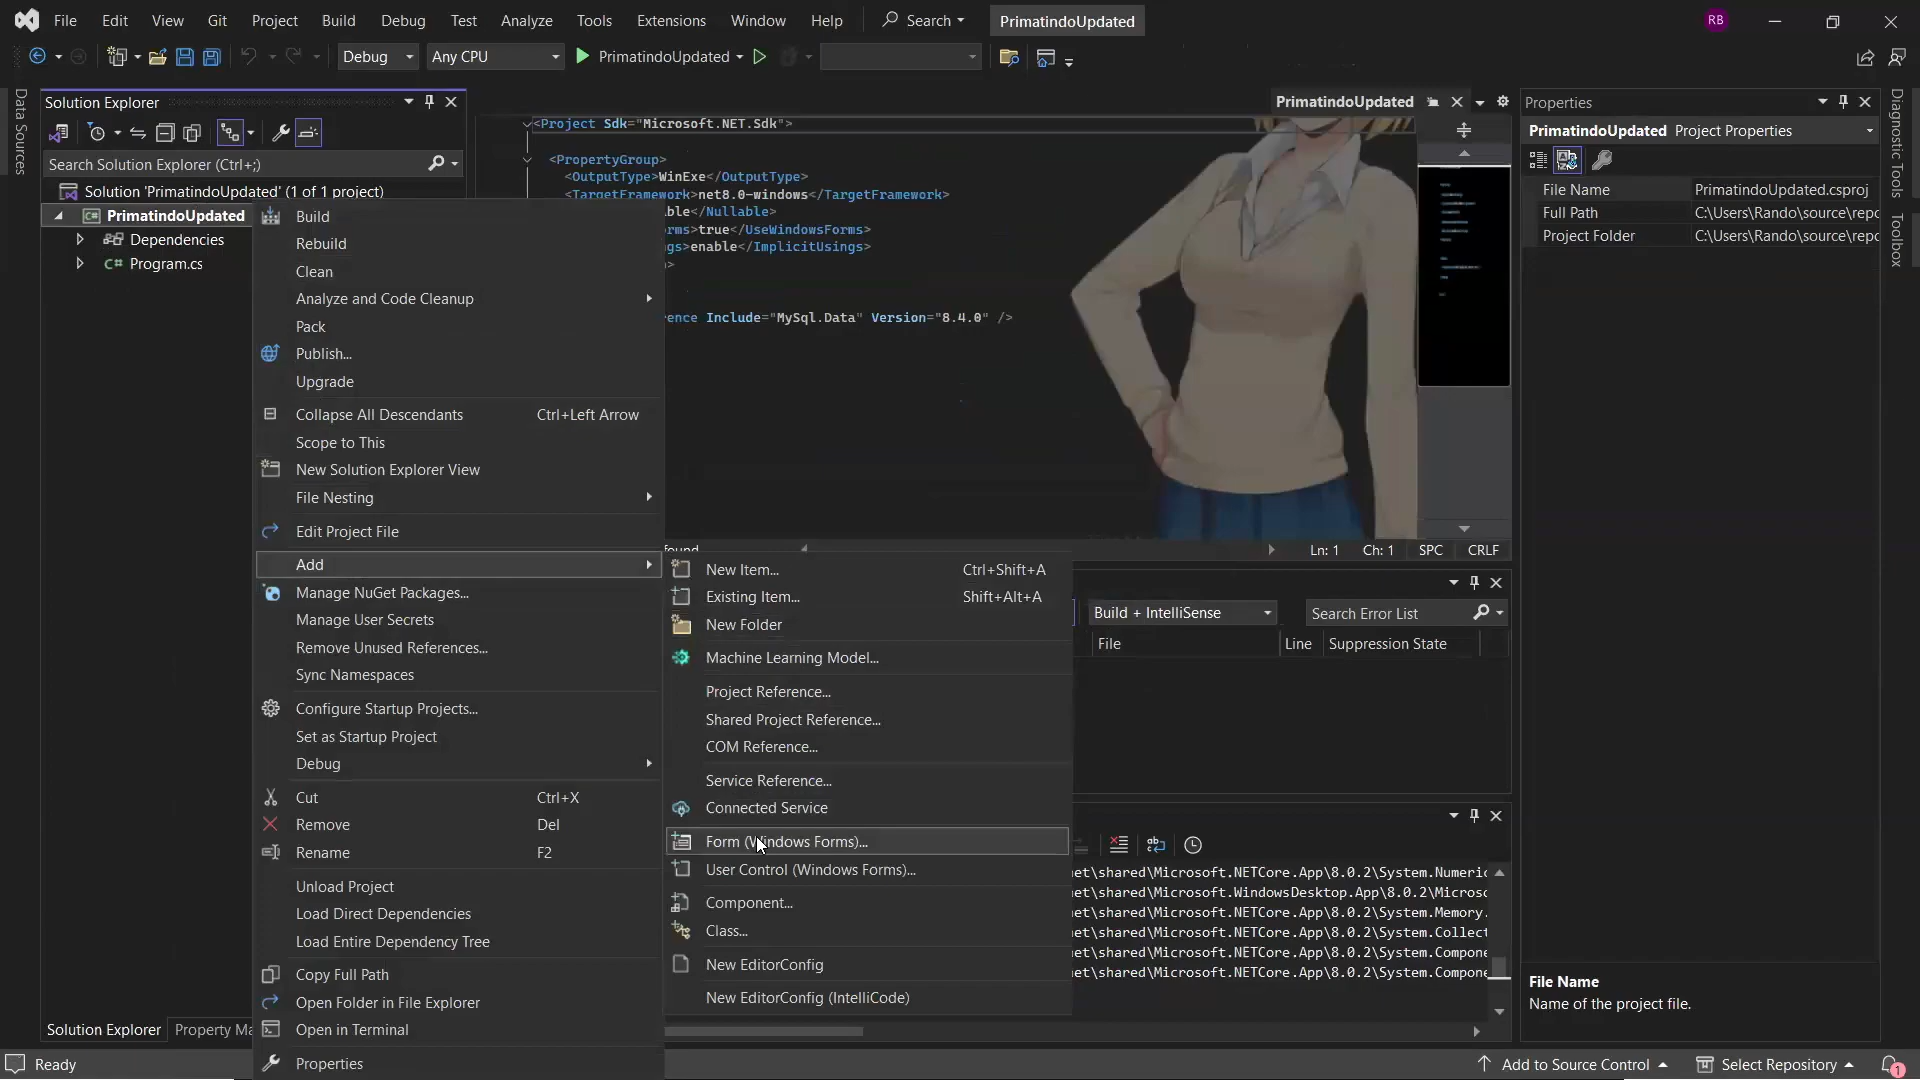 File Edit View Git Project Build Debug Test Analyze Tools Extensions Window Help Search PrimatindoUpdated RB
Debug Any CPU PrimatindoUpdated
Data Sources
Solution Explorer
Search Solution Explorer (Ctrl+;)
Solution 'PrimatindoUpdated' (1 of 1 project)
PrimatindoUpdated
Dependencies
C# Program.cs
Build
Rebuild
Clean
Analyze and Code Cleanup
Pack
Publish...
Upgrade
Collapse All Descendants Ctrl+Left Arrow
Scope to This
New Solution Explorer View
File Nesting
Edit Project File
Add
Manage NuGet Packages...
Manage User Secrets
Remove Unused References...
Sync Namespaces
Configure Startup Projects...
Set as Startup Project
Debug
Cut Ctrl+X
Remove Del
Rename F2
Unload Project
Load Direct Dependencies
Load Entire Dependency Tree
Copy Full Path
Open Folder in File Explorer
Open in Terminal
Properties
New Item... Ctrl+Shift+A
Existing Item... Shift+Alt+A
New Folder
Machine Learning Model...
Project Reference...
Shared Project Reference...
COM Reference...
Service Reference...
Connected Service
Form (Windows Forms)...
User Control (Windows Forms)...
Component...
Class...
New EditorConfig
New EditorConfig (IntelliCode)
PrimatindoUpdated
<Project Sdk="Microsoft.NET.Sdk">
<PropertyGroup>
<OutputType>WinExe</OutputType>
<TargetFramework>net8.0-windows</TargetFramework>
ble</Nullable>
rms>true</UseWindowsForms>
gs>enable</ImplicitUsings>
>
ence Include="MySql.Data" Version="8.4.0" />
found Ln: 1 Ch: 1 SPC CRLF
Build + IntelliSense Search Error List
File Line Suppression State
et\shared\Microsoft.NETCore.App\8.0.2\System.Numeric
et\shared\Microsoft.WindowsDesktop.App\8.0.2\Microso
et\shared\Microsoft.NETCore.App\8.0.2\System.Memory.
et\shared\Microsoft.NETCore.App\8.0.2\System.Collect
et\shared\Microsoft.NETCore.App\8.0.2\System.Compone
et\shared\Microsoft.NETCore.App\8.0.2\System.Compone
Properties
PrimatindoUpdated Project Properties
File Name PrimatindoUpdated.csproj
Full Path C:\Users\Rando\source\repo
Project Folder C:\Users\Rando\source\repo
File Name
Name of the project file.
Diagnostic Tools
Toolbox
Solution Explorer Property Ma
Ready Add to Source Control Select Repository 1